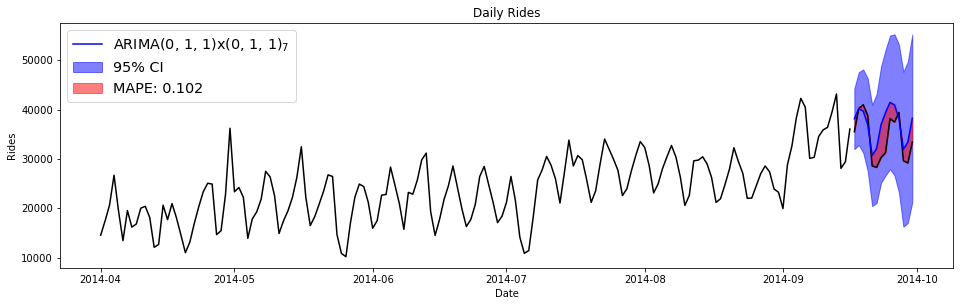 Daily Rides
ARIMA(0, 1, 1)x(0, 1, 1)₇
95% CI
MAPE: 0.102
50000
40000
30000
20000
10000
Rides
2014-04 2014-05 2014-06 2014-07 2014-08 2014-09 2014-10
Date